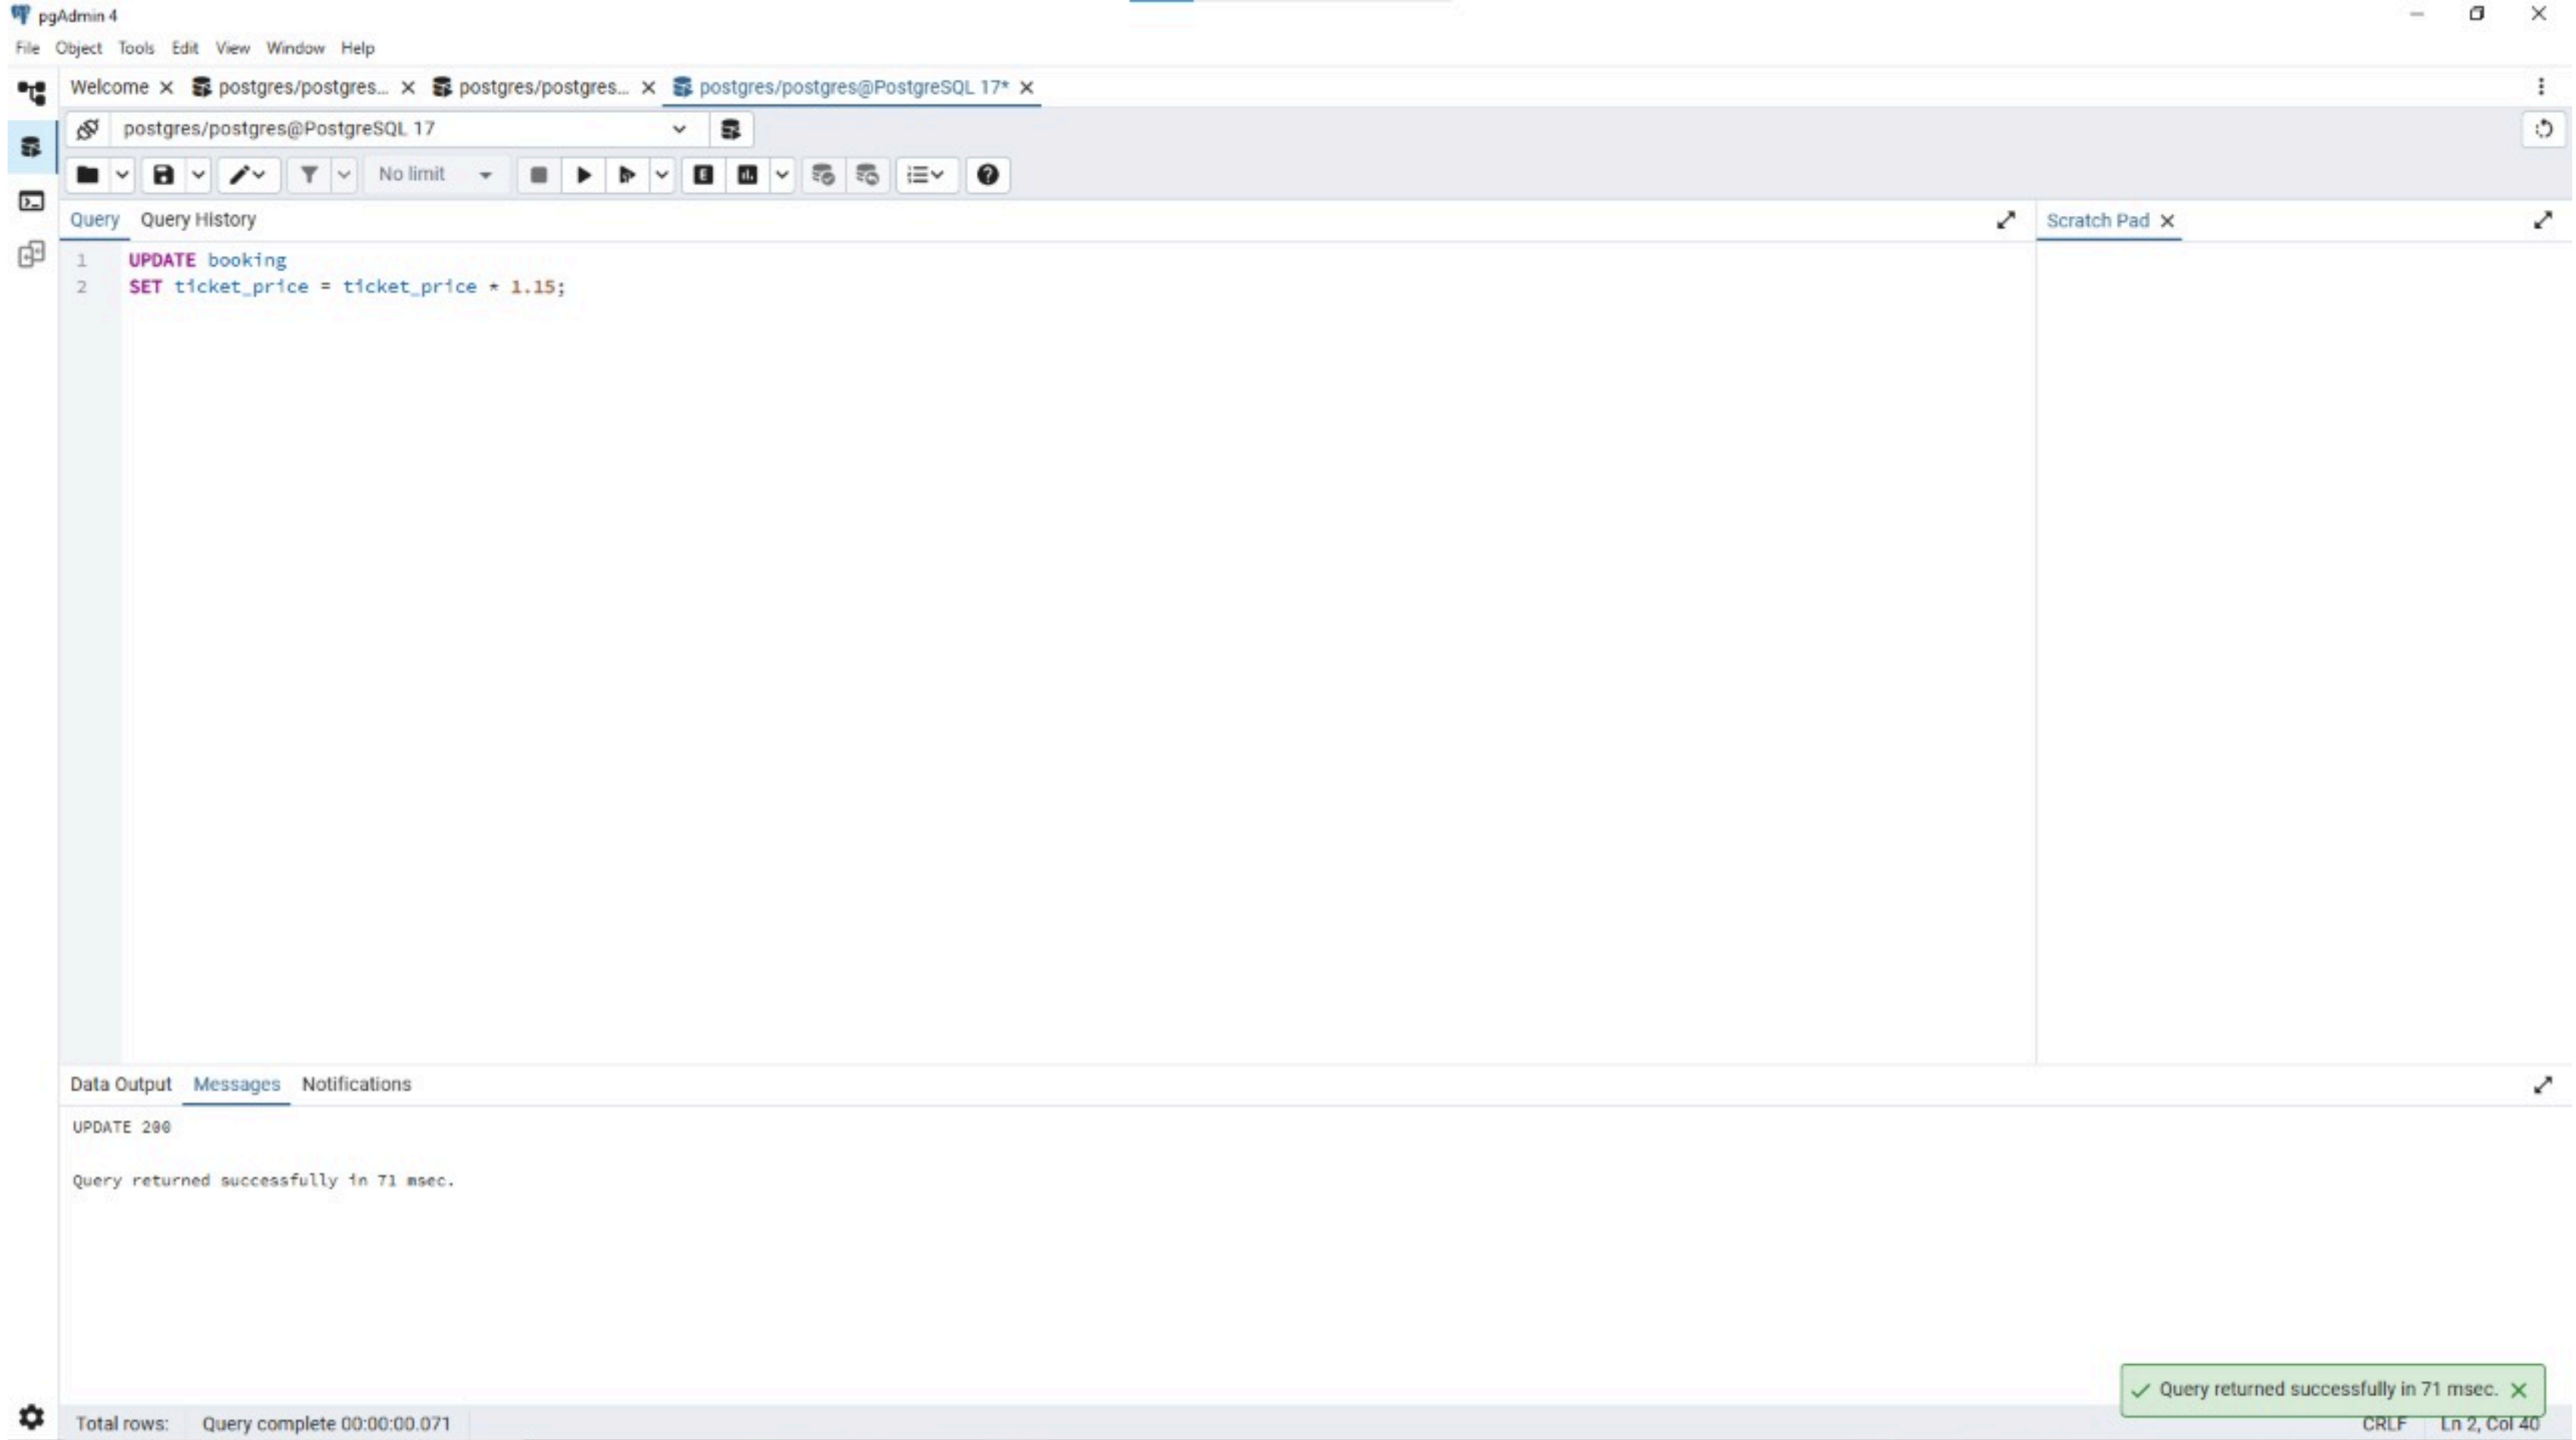 pgAdmin 4
File Object Tools Edit View Window Help
Welcome postgres/postgres... postgres/postgres... postgres/postgres@PostgreSQL 17*
postgres/postgres@PostgreSQL 17
No limit
Query Query History Scratch Pad
1 UPDATE booking
2 SET ticket_price = ticket_price * 1.15;
Data Output Messages Notifications
UPDATE 200
Query returned successfully in 71 msec.
Query returned successfully in 71 msec.
Total rows: Query complete 00:00:00.071 CRLF Ln 2, Col 40